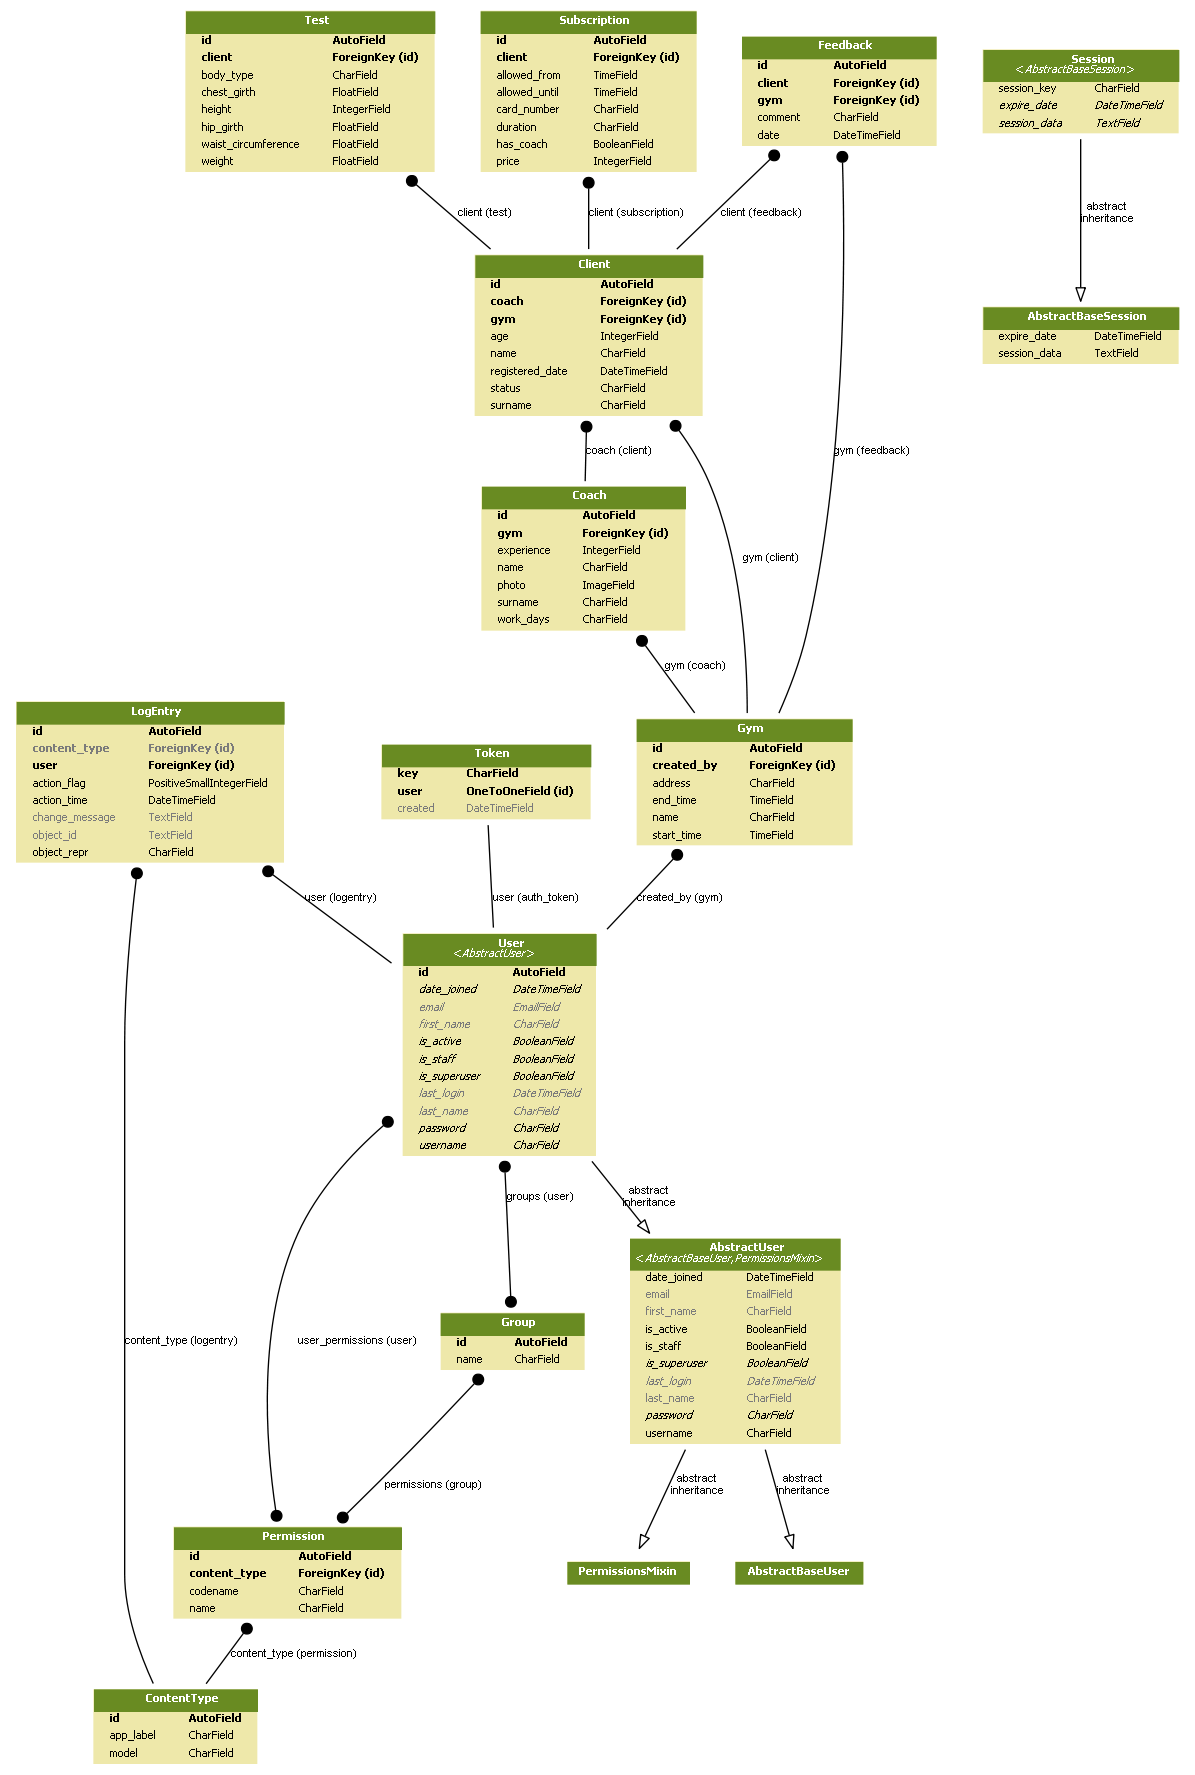 Test
id AutoField
client ForeignKey (id)
body_type CharField
chest_girth FloatField
height IntegerField
hip_girth FloatField
waist_circumference FloatField
weight FloatField
Subscription
id AutoField
client ForeignKey (id)
allowed_from TimeField
allowed_until TimeField
card_number CharField
duration CharField
has_coach BooleanField
price IntegerField
Feedback
id AutoField
client ForeignKey (id)
gym ForeignKey (id)
comment CharField
date DateTimeField
Session
<AbstractBaseSession>
session_key CharField
expire_date DateTimeField
session_data TextField
client (test)
client (subscription)
client (feedback)
abstract
inheritance
Client
id AutoField
coach ForeignKey (id)
gym ForeignKey (id)
age IntegerField
name CharField
registered_date DateTimeField
status CharField
surname CharField
AbstractBaseSession
expire_date DateTimeField
session_data TextField
coach (client)
gym (feedback)
Coach
id AutoField
gym ForeignKey (id)
experience IntegerField
name CharField
photo ImageField
surname CharField
work_days CharField
gym (client)
gym (coach)
LogEntry
id AutoField
content_type ForeignKey (id)
user ForeignKey (id)
action_flag PositiveSmallIntegerField
action_time DateTimeField
change_message TextField
object_id TextField
object_repr CharField
Token
key CharField
user OneToOneField (id)
created DateTimeField
Gym
id AutoField
created_by ForeignKey (id)
address CharField
end_time TimeField
name CharField
start_time TimeField
user (logentry)
user (auth_token)
created_by (gym)
User
<AbstractUser>
id AutoField
date_joined DateTimeField
email EmailField
first_name CharField
is_active BooleanField
is_staff BooleanField
is_superuser BooleanField
last_login DateTimeField
last_name CharField
password CharField
username CharField
groups (user)
abstract
inheritance
AbstractUser
<AbstractBaseUser,PermissionsMixin>
date_joined DateTimeField
email EmailField
first_name CharField
is_active BooleanField
is_staff BooleanField
is_superuser BooleanField
last_login DateTimeField
last_name CharField
password CharField
username CharField
Group
id AutoField
name CharField
content_type (logentry)
user_permissions (user)
permissions (group)
abstract
inheritance
abstract
inheritance
Permission
id AutoField
content_type ForeignKey (id)
codename CharField
name CharField
PermissionsMixin
AbstractBaseUser
content_type (permission)
ContentType
id AutoField
app_label CharField
model CharField